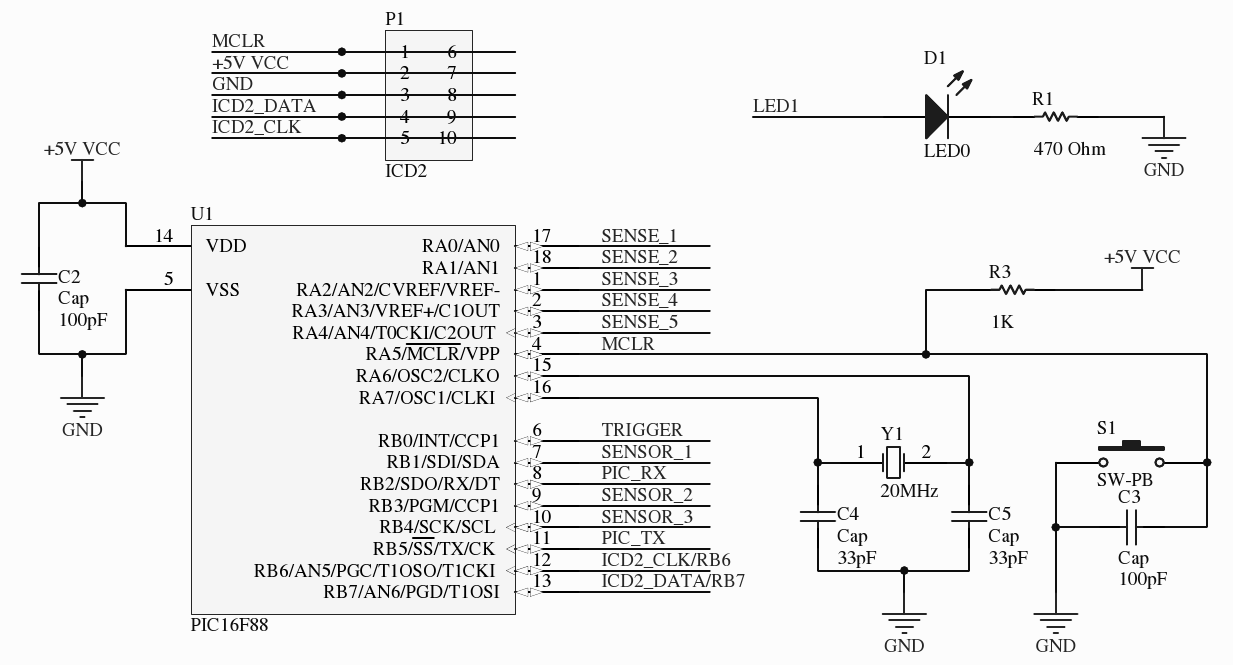 P1
MCLR
1 6
+5V VCC
2 7
GND
3 8
ICD2_DATA
4 9
ICD2_CLK
5 10
ICD2
D1
LED1
LED0
R1
470 Ohm
GND
+5V VCC
C2
Cap
100pF
GND
U1
14 VDD
5 VSS
RA0/AN0 17 SENSE_1
RA1/AN1 18 SENSE_2
RA2/AN2/CVREF/VREF- 1 SENSE_3
RA3/AN3/VREF+/C1OUT 2 SENSE_4
RA4/AN4/T0CKI/C2OUT 3 SENSE_5
RA5/MCLR/VPP 4 MCLR
RA6/OSC2/CLKO 15
RA7/OSC1/CLKI 16
RB0/INT/CCP1 6 TRIGGER
RB1/SDI/SDA 7 SENSOR_1
RB2/SDO/RX/DT 8 PIC_RX
RB3/PGM/CCP1 9 SENSOR_2
RB4/SCK/SCL 10 SENSOR_3
RB5/SS/TX/CK 11 PIC_TX
RB6/AN5/PGC/T1OSO/T1CKI 12 ICD2_CLK/RB6
RB7/AN6/PGD/T1OSI 13 ICD2_DATA/RB7
PIC16F88
R3
1K
+5V VCC
Y1
1 2
20MHz
C4
Cap
33pF
C5
Cap
33pF
GND
S1
SW-PB
C3
Cap
100pF
GND